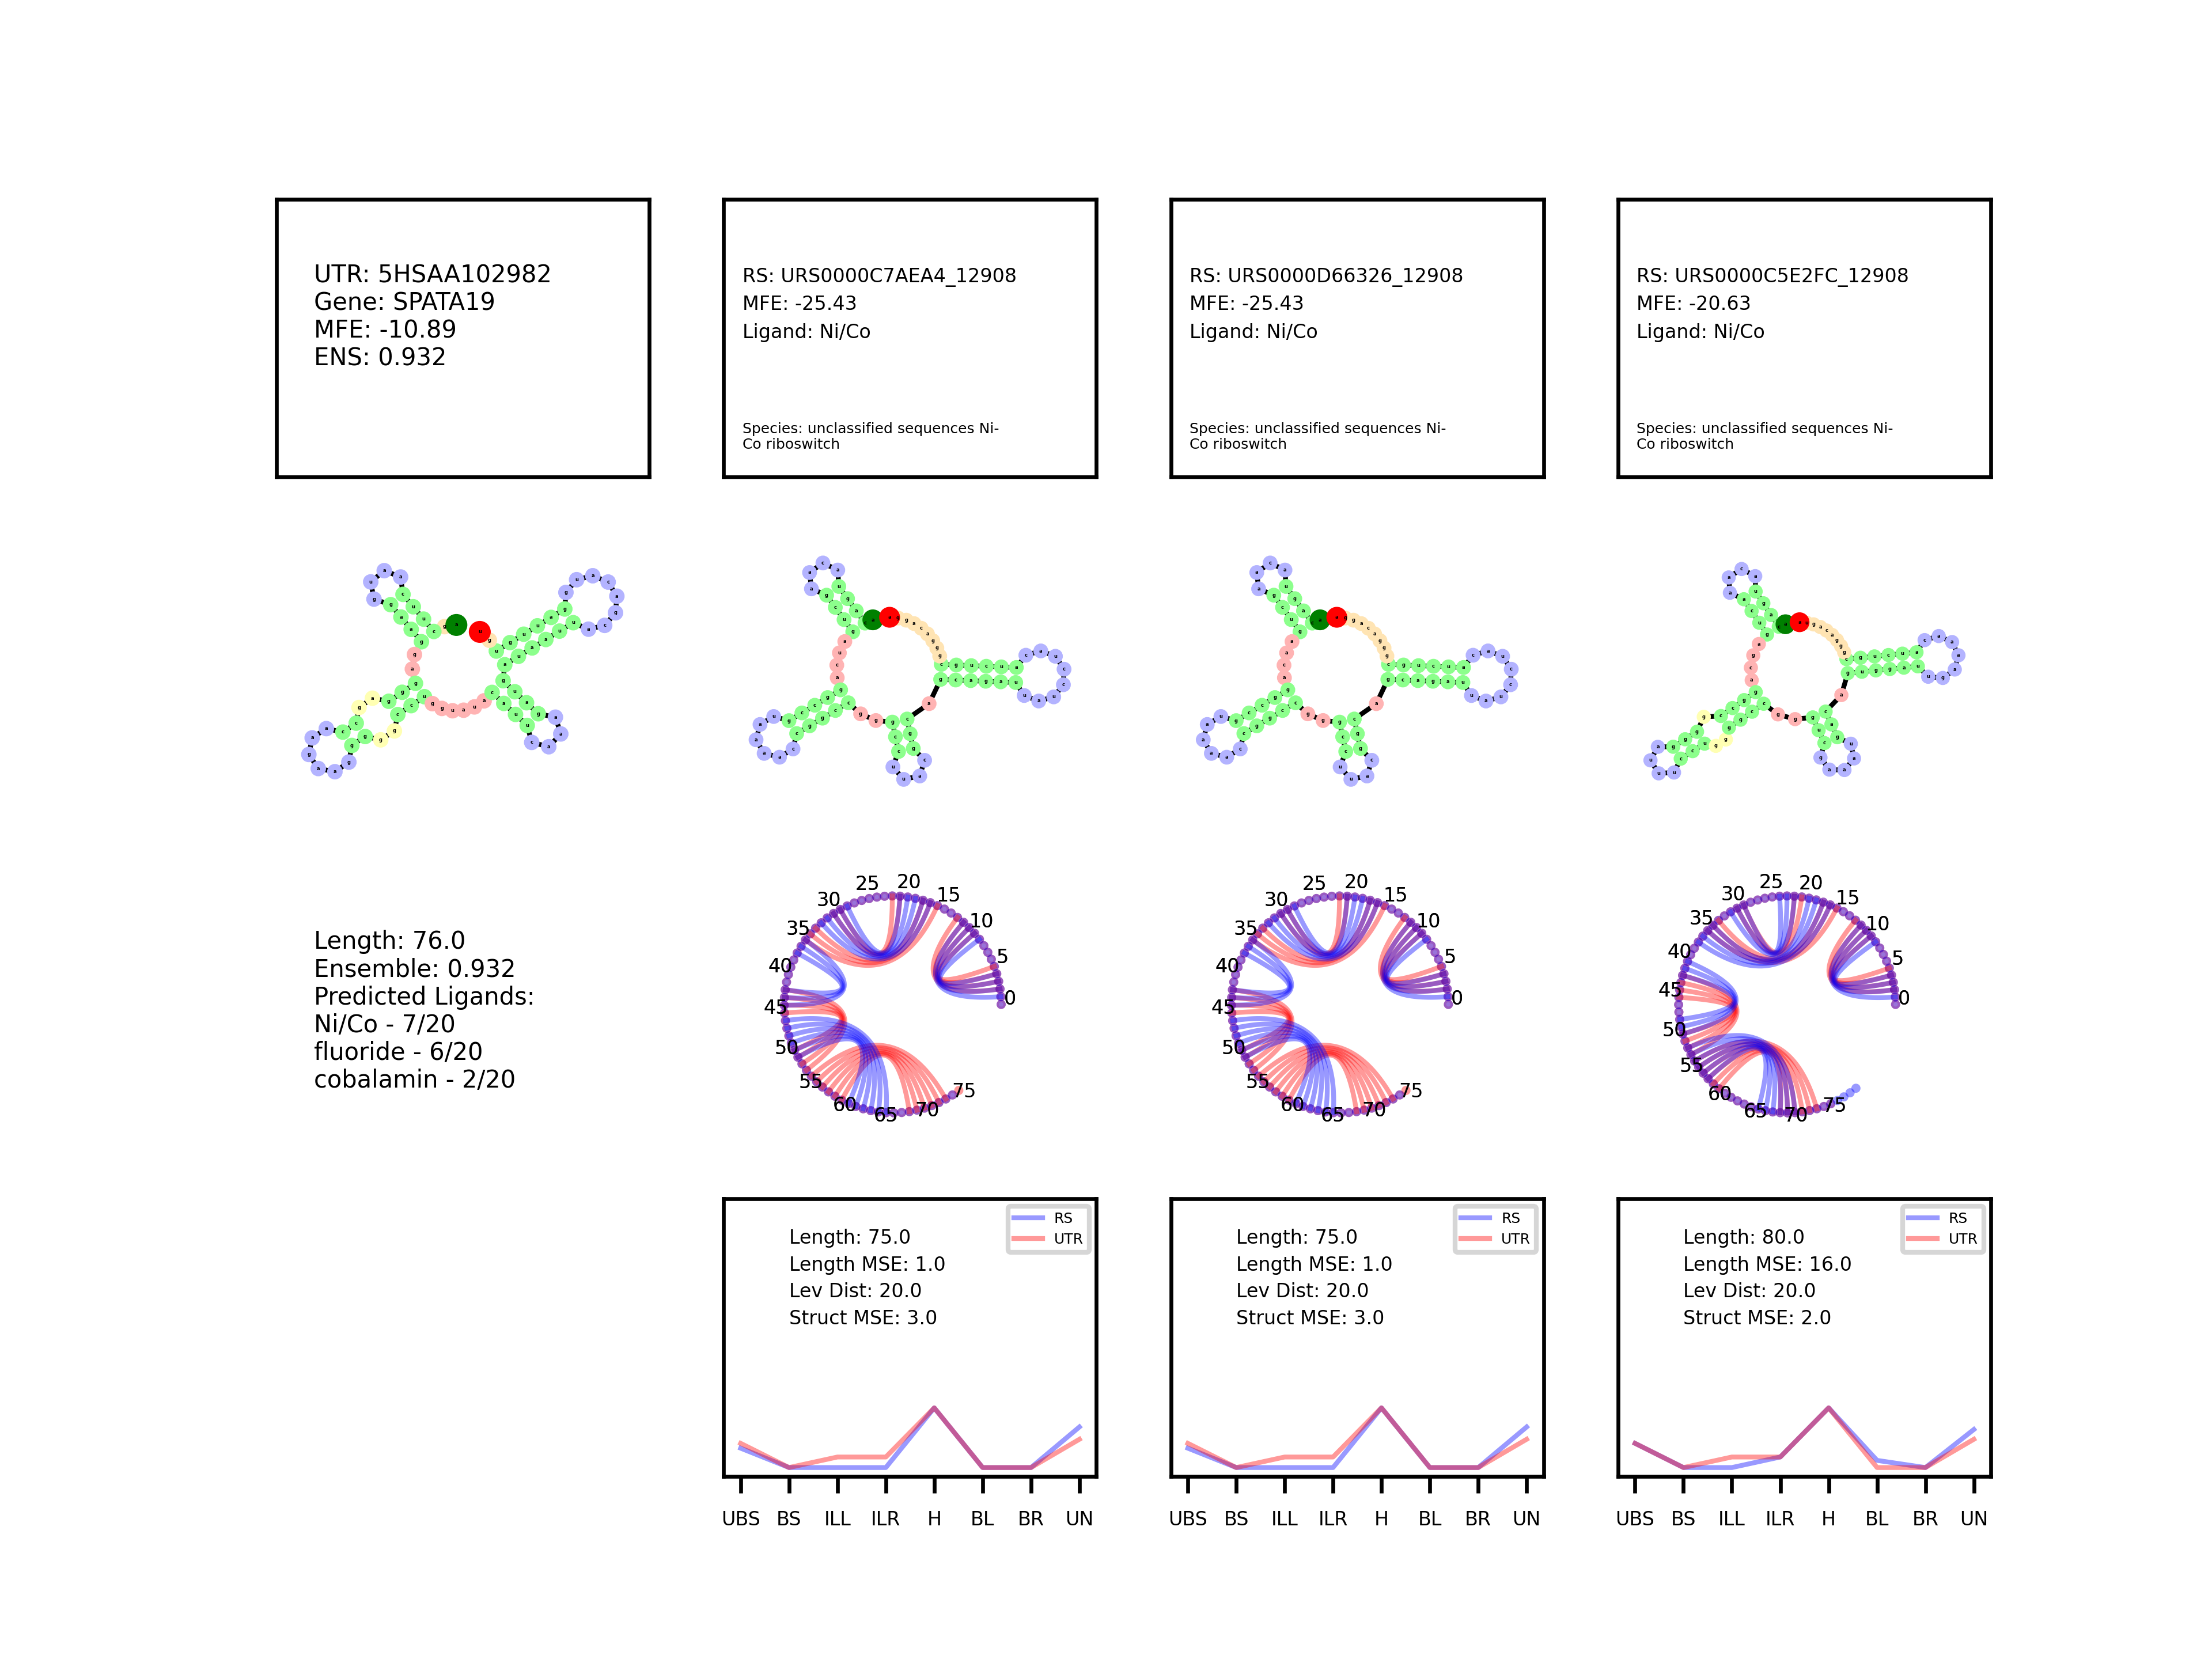 UTR: 5HSAA102982
Gene: SPATA19
MFE: -10.89
ENS: 0.932
RS: URS0000C7AEA4_12908
MFE: -25.43
Ligand: Ni/Co
Species: unclassified sequences Ni-
Co riboswitch
RS: URS0000D66326_12908
MFE: -25.43
Ligand: Ni/Co
Species: unclassified sequences Ni-
Co riboswitch
RS: URS0000C5E2FC_12908
MFE: -20.63
Ligand: Ni/Co
Species: unclassified sequences Ni-
Co riboswitch
Length: 76.0
Ensemble: 0.932
Predicted Ligands:
Ni/Co - 7/20
fluoride - 6/20
cobalamin - 2/20
0
5
10
15
20
25
30
35
40
45
50
55
60
65
70
75
0
5
10
15
20
25
30
35
40
45
50
55
60
65
70
75
0
5
10
15
20
25
30
35
40
45
50
55
60
65
70
75
RS
UTR
Length: 75.0
Length MSE: 1.0
Lev Dist: 20.0
Struct MSE: 3.0
UBS BS ILL ILR H BL BR UN
RS
UTR
Length: 75.0
Length MSE: 1.0
Lev Dist: 20.0
Struct MSE: 3.0
UBS BS ILL ILR H BL BR UN
RS
UTR
Length: 80.0
Length MSE: 16.0
Lev Dist: 20.0
Struct MSE: 2.0
UBS BS ILL ILR H BL BR UN